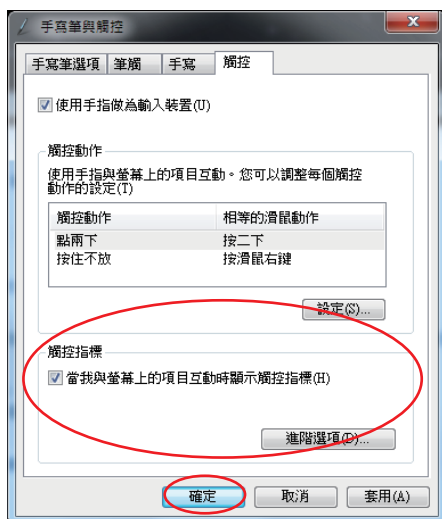 手寫筆與觸控
手寫筆選項 筆觸 手寫 觸控
使用手指做為輸入裝置(U)
觸控動作
使用手指與螢幕上的項目互動。您可以調整每個觸控
動作的設定(T)
觸控動作 相等的滑鼠動作
點兩下 按二下
按住不放 按滑鼠右鍵
設定(S)...
觸控指標
當我與螢幕上的項目互動時顯示觸控指標(H)
進階選項(D)...
確定 取消 套用(A)